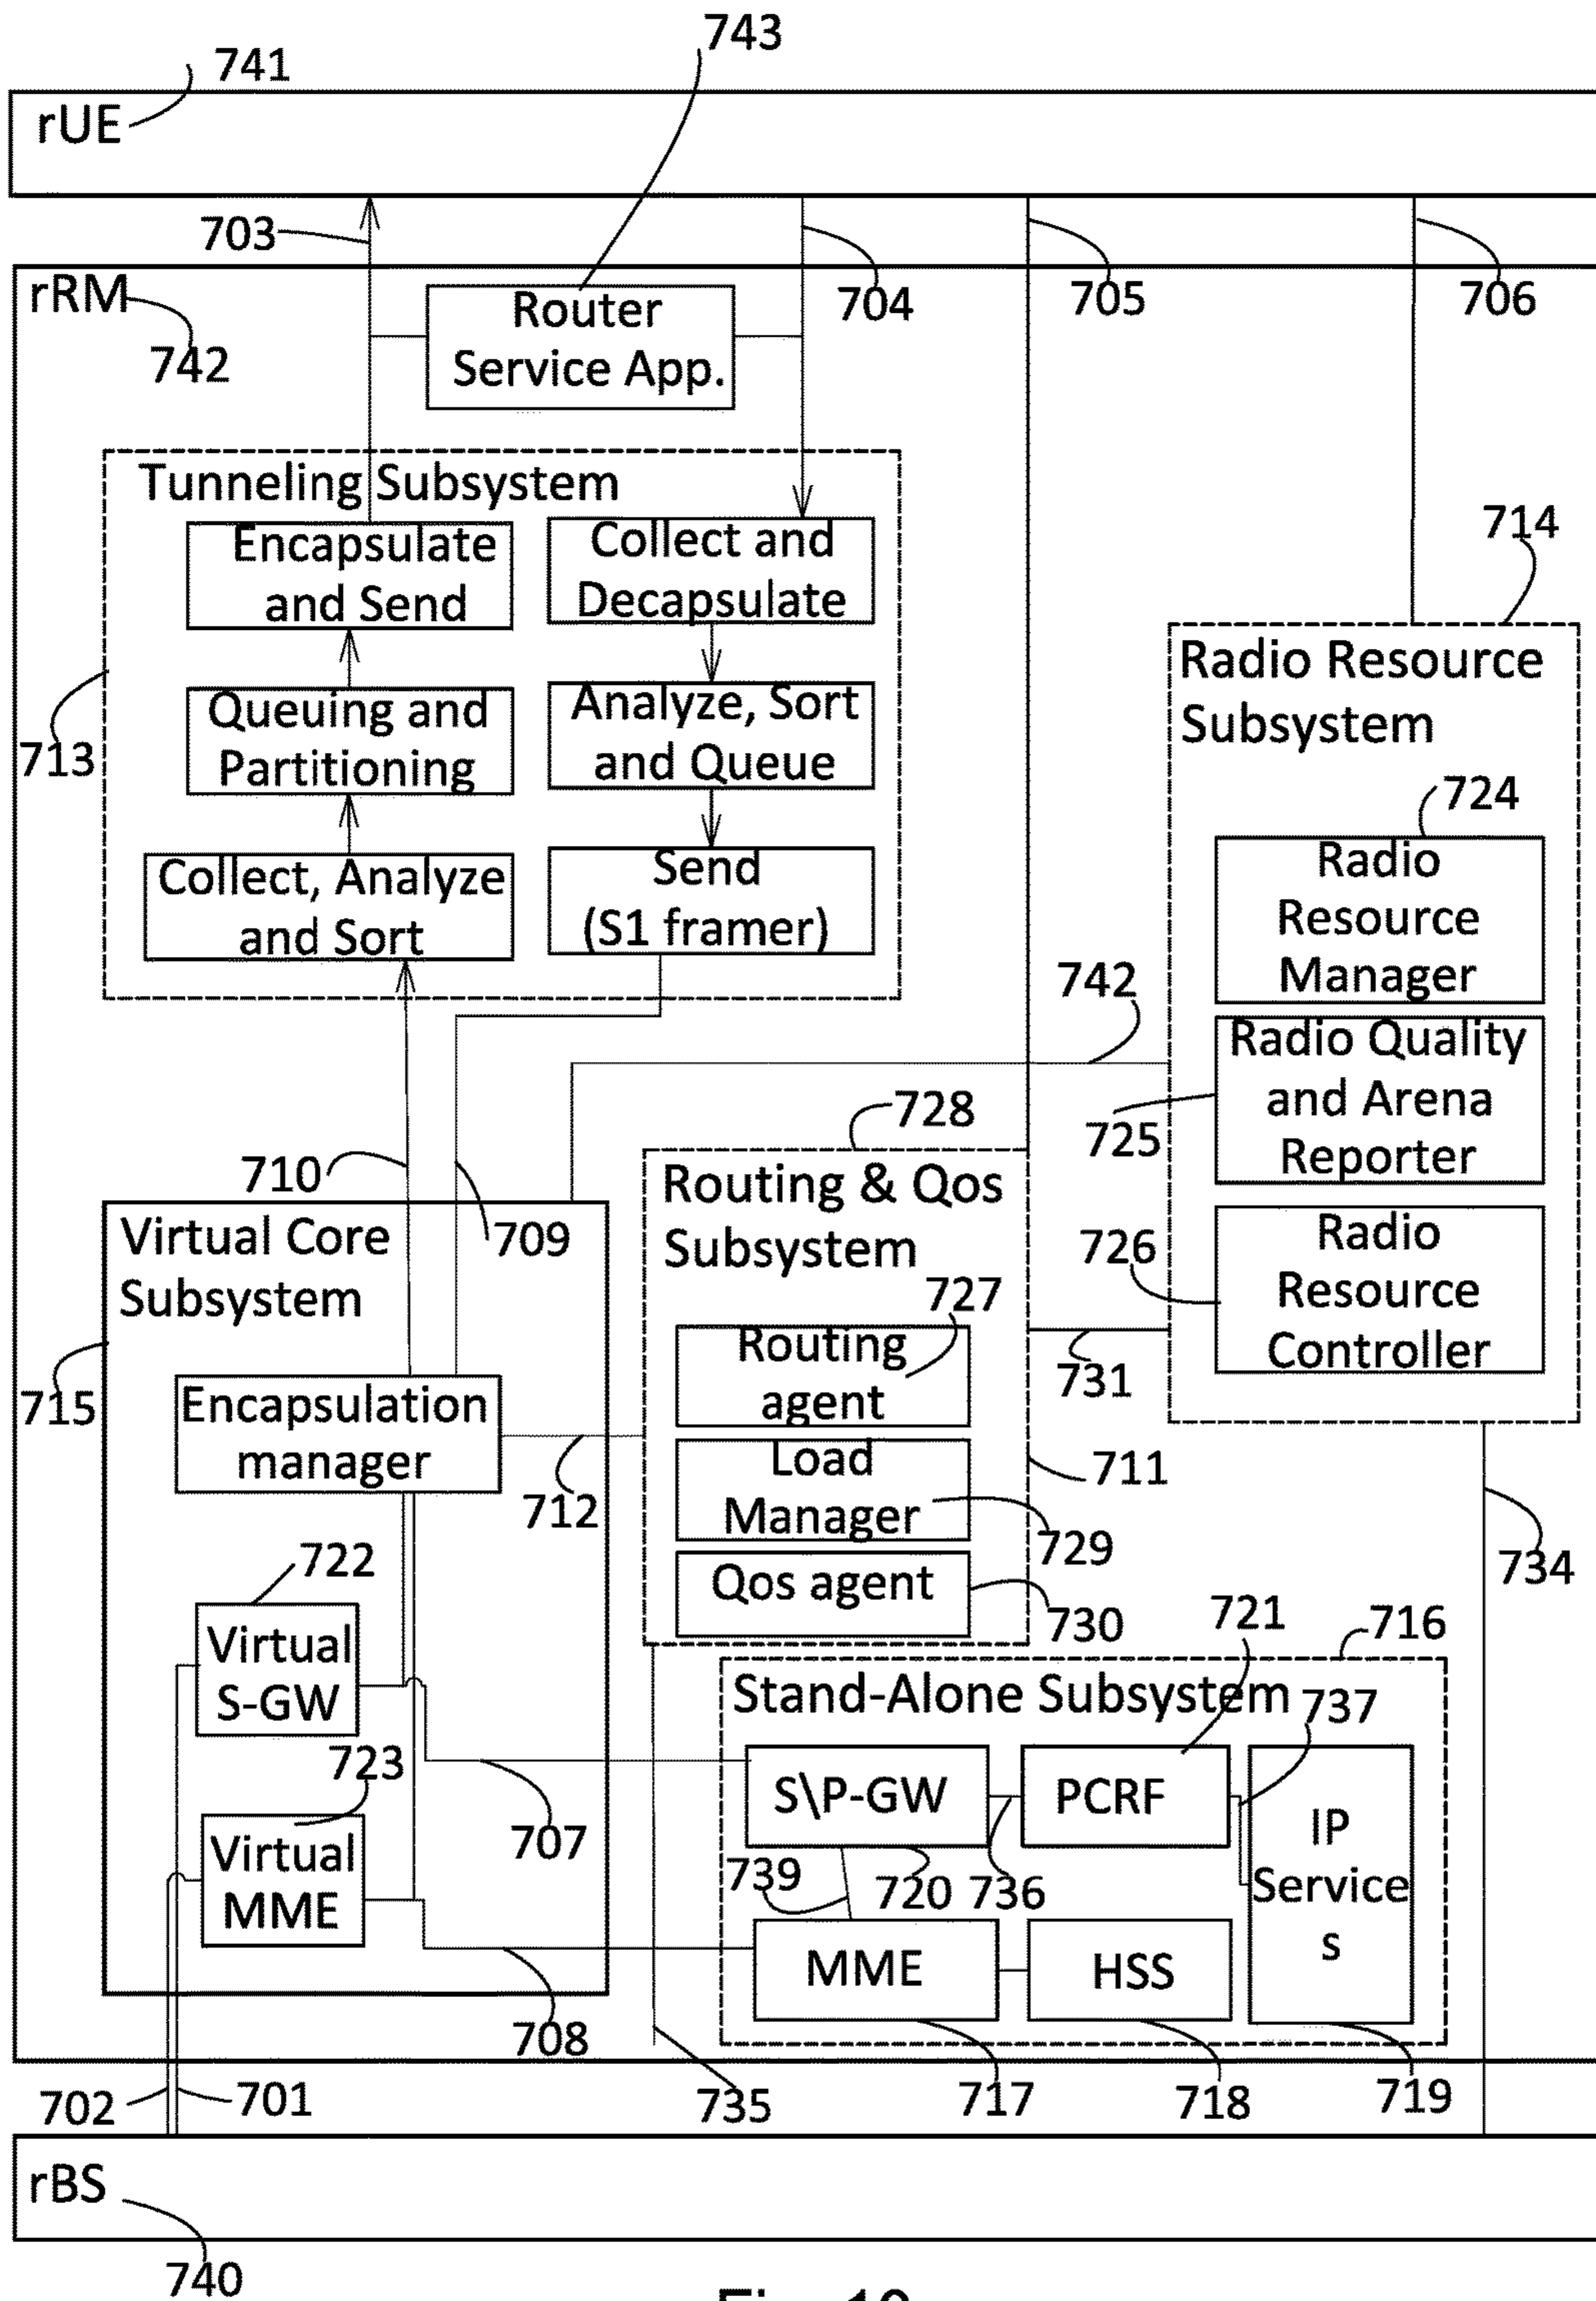 743
741
rUE
703
704
705
706
rRM
742
Router
Service App.
Tunneling Subsystem
Encapsulate
and Send
Collect and
Decapsulate
714
Radio Resource
Subsystem
Queuing and
Partitioning
Analyze, Sort
and Queue
713
724
Radio
Resource
Manager
Collect, Analyze
and Sort
Send
(S1 framer)
742
Radio Quality
and Arena
Reporter
725
728
710
709
Routing & Qos
Subsystem
Virtual Core
Subsystem
726
Radio
Resource
Controller
727
Routing
agent
731
715
Encapsulation
manager
712
Load
Manager
711
729
734
Qos agent
730
722
Virtual
S-GW
721
716
Stand-Alone Subsystem
737
723
Virtual
MME
707
S\P-GW
PCRF
IP
Service
s
739
720
736
MME
HSS
708
702
701
735
717
718
719
rBS
740